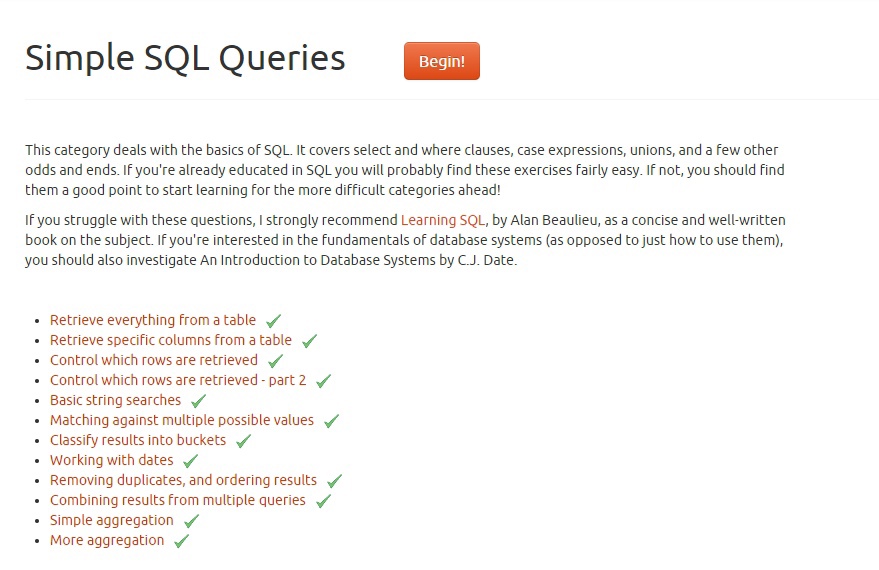 Simple SQL Queries
Begin!
This category deals with the basics of SQL. It covers select and where clauses, case expressions, unions, and a few other
odds and ends. If you're already educated in SQL you will probably find these exercises fairly easy. If not, you should find
them a good point to start learning for the more difficult categories ahead!
If you struggle with these questions, I strongly recommend Learning SQL, by Alan Beaulieu, as a concise and well-written
book on the subject. If you're interested in the fundamentals of database systems (as opposed to just how to use them),
you should also investigate An Introduction to Database Systems by C.J. Date.
Retrieve everything from a table
Retrieve specific columns from a table
Control which rows are retrieved
Control which rows are retrieved - part 2
Basic string searches
Matching against multiple possible values
Classify results into buckets
Working with dates
Removing duplicates, and ordering results
Combining results from multiple queries
Simple aggregation
More aggregation